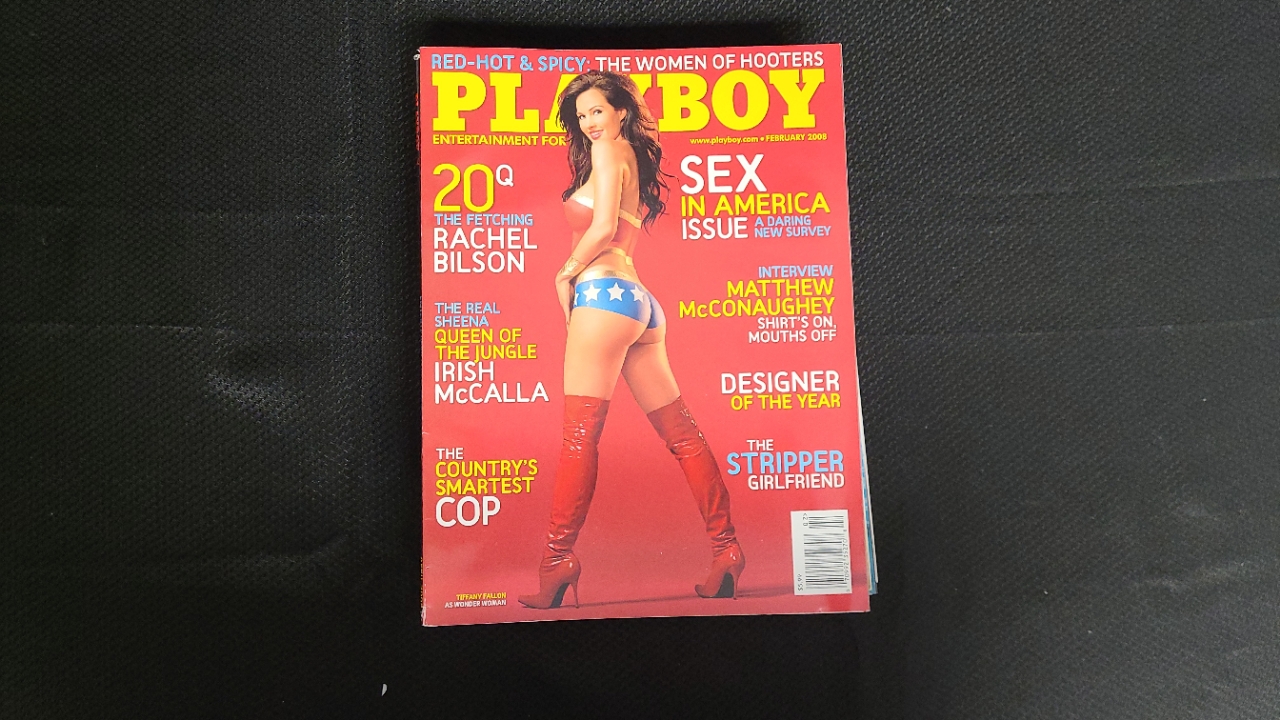 RED-HOT & SPICY: THE WOMEN OF HOOTERS
PLAYBOY
ENTERTAINMENT FOR
www.playboy.com • FEBRUARY 2008
20Q
THE FETCHING
RACHEL
BILSON
THE REAL
SHEENA
QUEEN OF
THE JUNGLE
IRISH
McCALLA
THE
COUNTRY'S
SMARTEST
COP
TIFFANY FALLON
AS WONDER WOMAN
SEX
IN AMERICA
ISSUE
A DARING
NEW SURVEY
INTERVIEW
MATTHEW
McCONAUGHEY
SHIRT'S ON,
MOUTHS OFF
DESIGNER
OF THE YEAR
THE
STRIPPER
GIRLFRIEND
$5.99